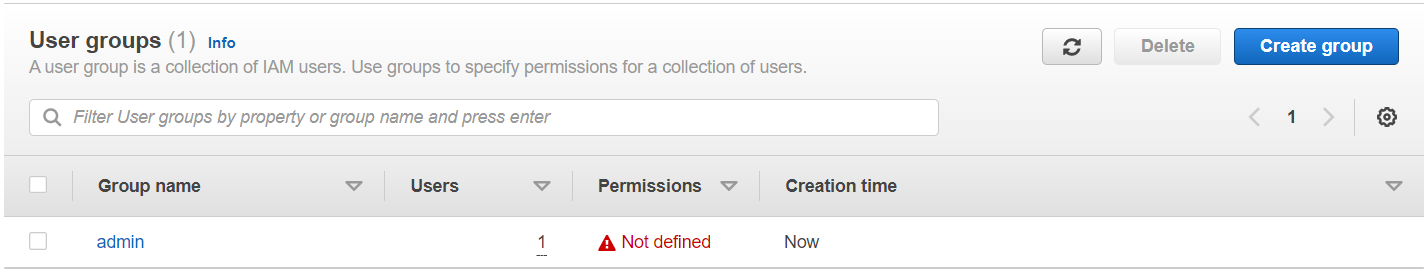 User groups (1) Info
A user group is a collection of IAM users. Use groups to specify permissions for a collection of users.
Delete
Create group
Filter User groups by property or group name and press enter
1
Group name Users Permissions Creation time
admin 1 Not defined Now